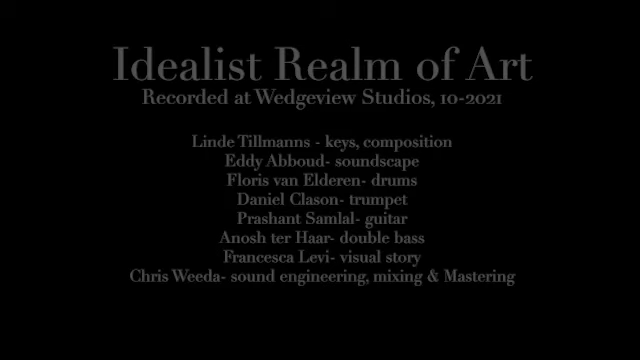 Idealist Realm of Art
Recorded at Wedgeview Studios, 10-2021
Linde Tillmanns - keys, composition
Eddy Abboud- soundscape
Floris van Elderen- drums
Daniel Clason- trumpet
Prashant Samlal- guitar
Anosh ter Haar- double bass
Francesca Levi- visual story
Chris Weeda- sound engineering, mixing & Mastering